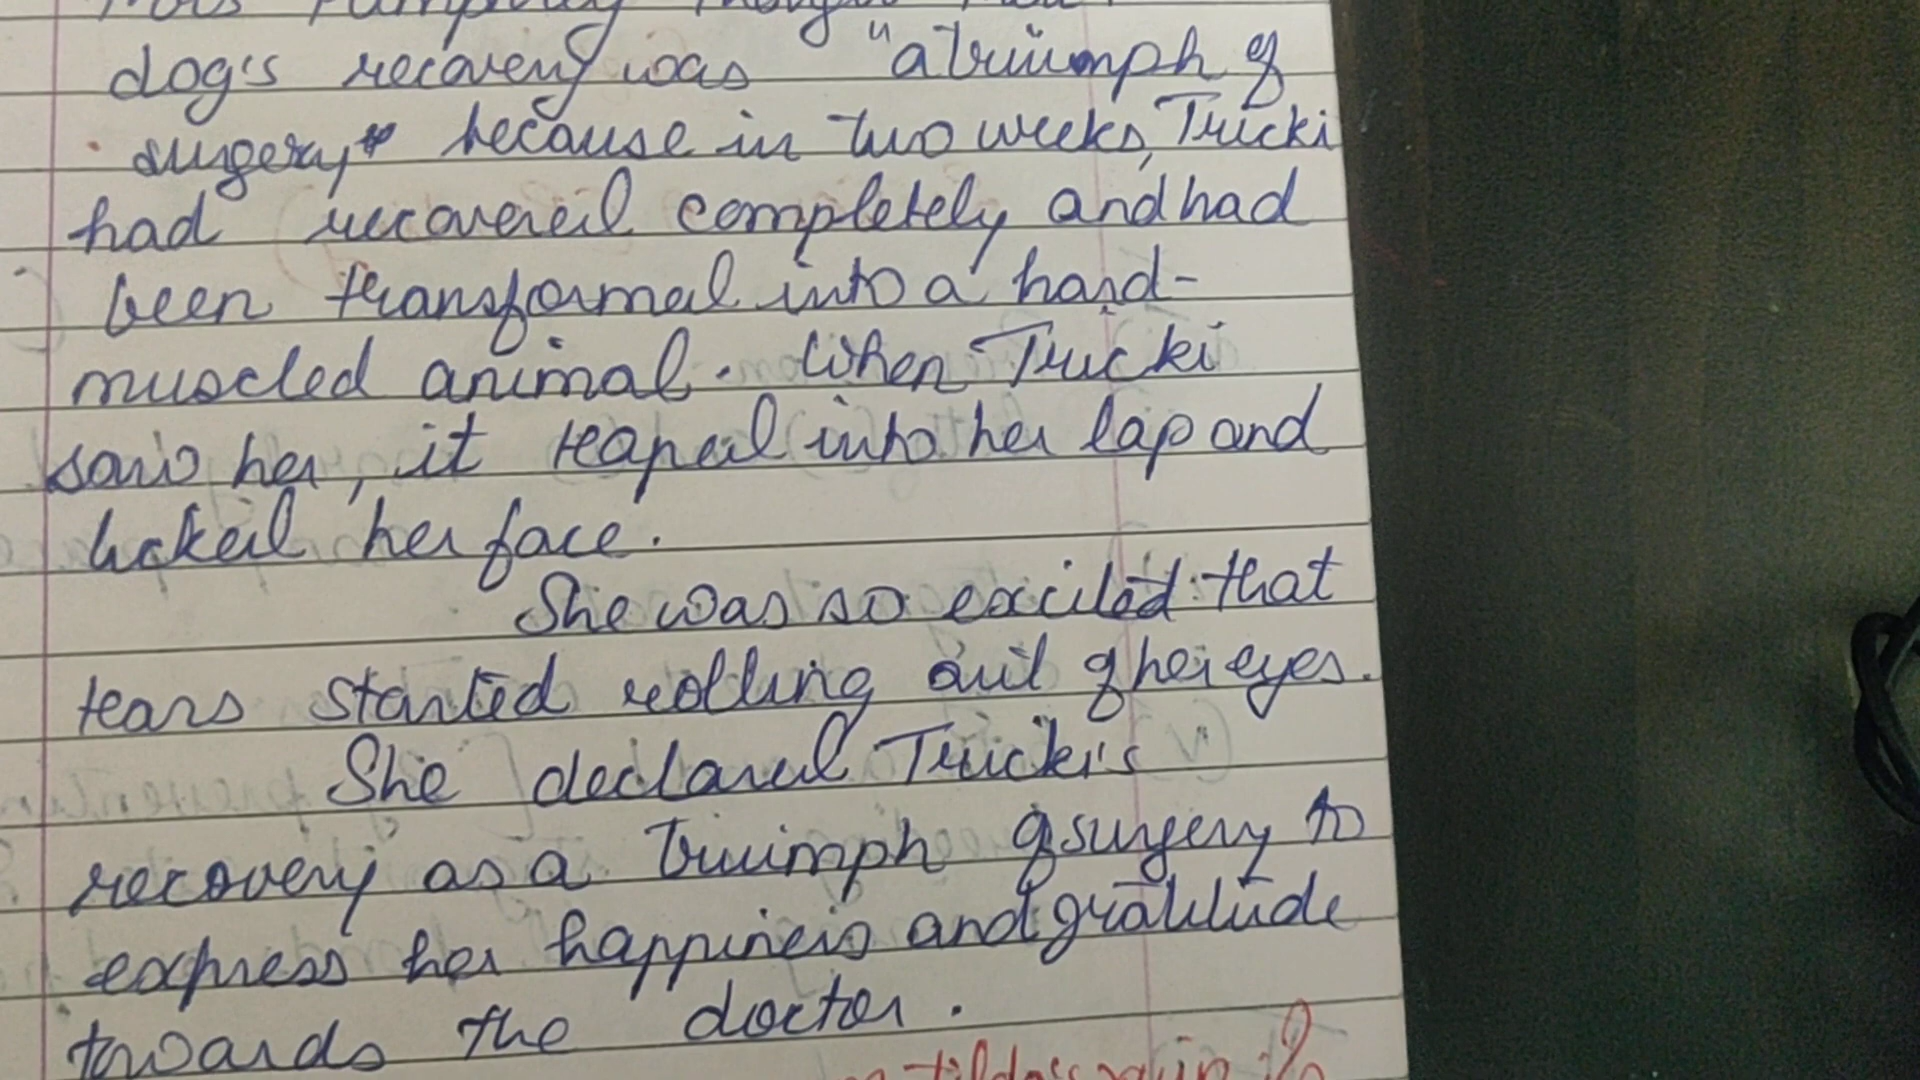 Mrs Pumphrey thought
dog's recovery was "a triumph of
surgery" because in two weeks, Tricki
had recovered completely and had
been transformed into a hard-
muscled animal. When Tricki
saw her, it leaped into her lap and
licked her face.
She was so excited that
tears started rolling out of her eyes.
She declared Tricki's
recovery as a triumph of surgery to
express her happiness and gratitude
towards the doctor.